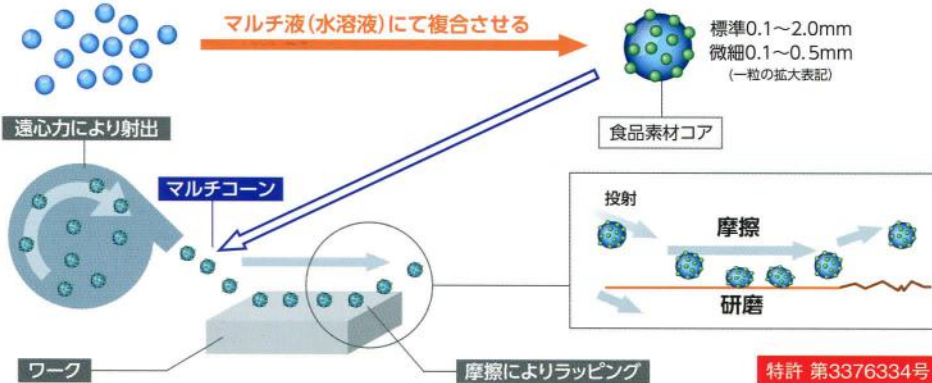 マルチ液(水溶液)にて複合させる
標準0.1〜2.0mm
微細0.1〜0.5mm
(一粒の拡大表記)
食品素材コア
遠心力により射出
マルチコーン
投射
摩擦
研磨
ワーク
摩擦によりラッピング
特許 第3376334号